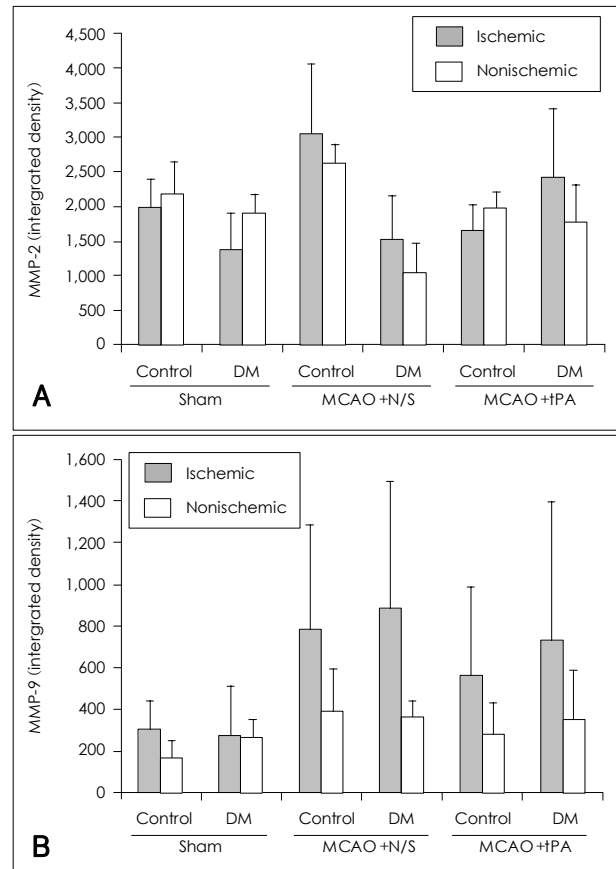 4,500
4,000
3,500
3,000
2,500
2,000
1,500
1,000
500
0
MMP-2 (intergrated density)
Ischemic
Nonischemic
Control DM Control DM Control DM
Sham MCAO +N/S MCAO +tPA
A
1,600
1,400
1,200
1,000
800
600
400
200
0
MMP-9 (intergrated density)
Ischemic
Nonischemic
Control DM Control DM Control DM
Sham MCAO +N/S MCAO +tPA
B